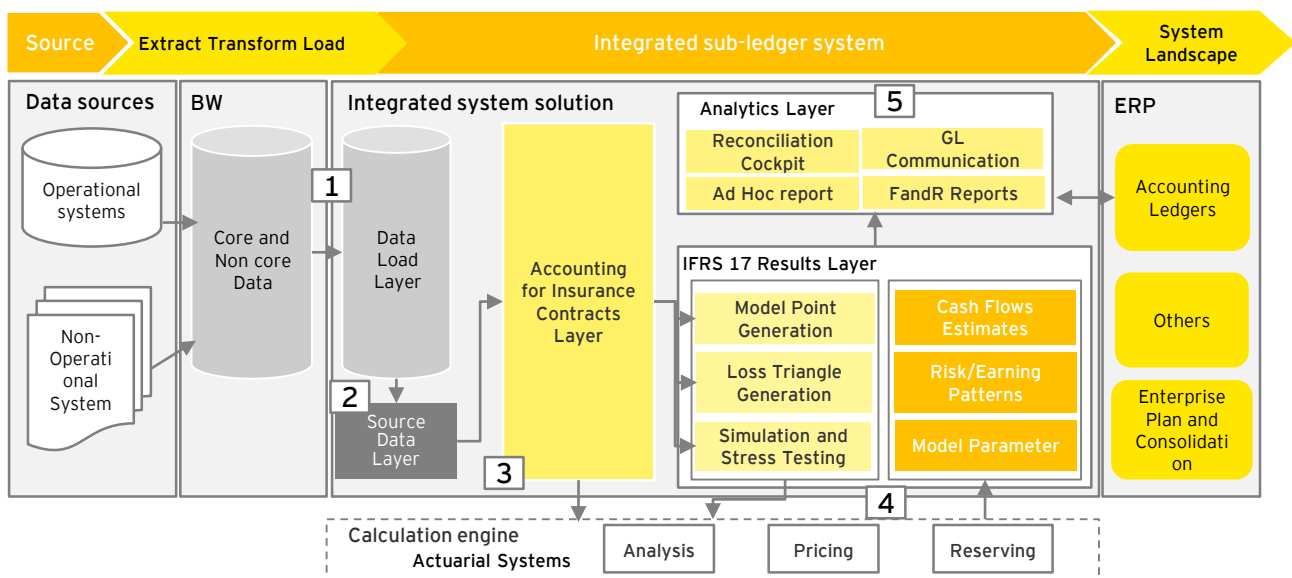 Source
Extract Transform Load
Integrated sub-ledger system
System
Landscape
Data sources
Operational
systems
Non-
Operati
onal
System
BW
Core and
Non core
Data
1
Integrated system solution
Data
Load
Layer
2
Source
Data
Layer
3
Accounting
for Insurance
Contracts
Layer
Analytics Layer
5
Reconciliation
Cockpit
GL
Communication
Ad Hoc report
FandR Reports
IFRS 17 Results Layer
Model Point
Generation
Loss Triangle
Generation
Simulation and
Stress Testing
Cash Flows
Estimates
Risk/Earning
Patterns
Model Parameter
4
ERP
Accounting
Ledgers
Others
Enterprise
Plan and
Consolidati
on
Calculation engine
Actuarial Systems
Analysis
Pricing
Reserving